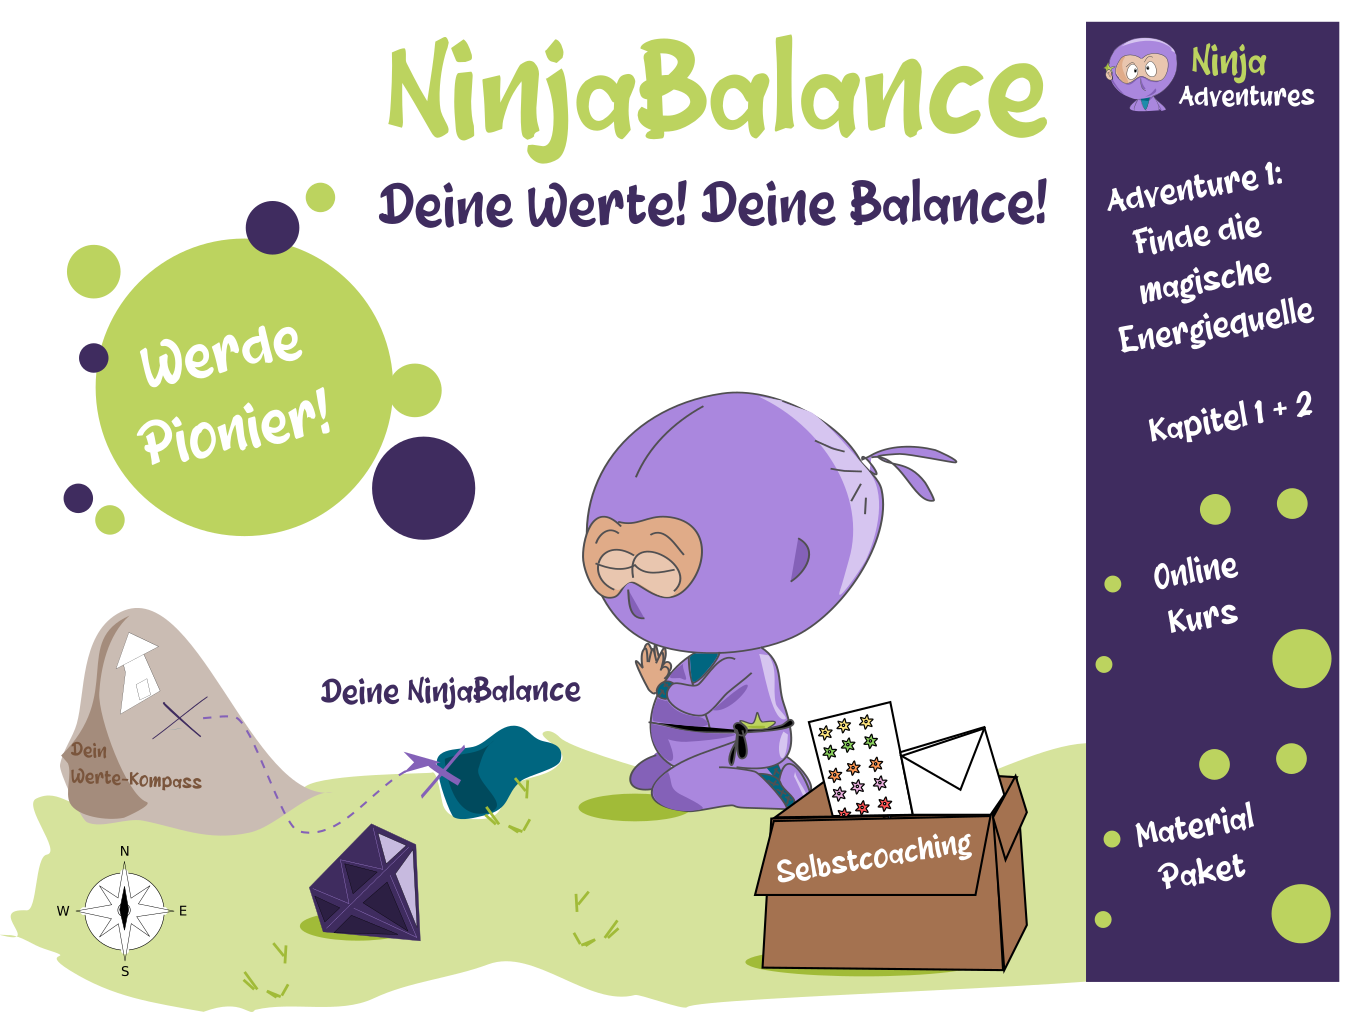 NinjaBalance
Deine Werte! Deine Balance!
Werde
Pionier!
Deine NinjaBalance
Dein
Werte-Kompass
N
W
E
S
Selbstcoaching
Ninja
Adventures
Adventure 1:
Finde die
magische
Energiequelle
Kapitel 1 + 2
Online
Kurs
Material
Paket